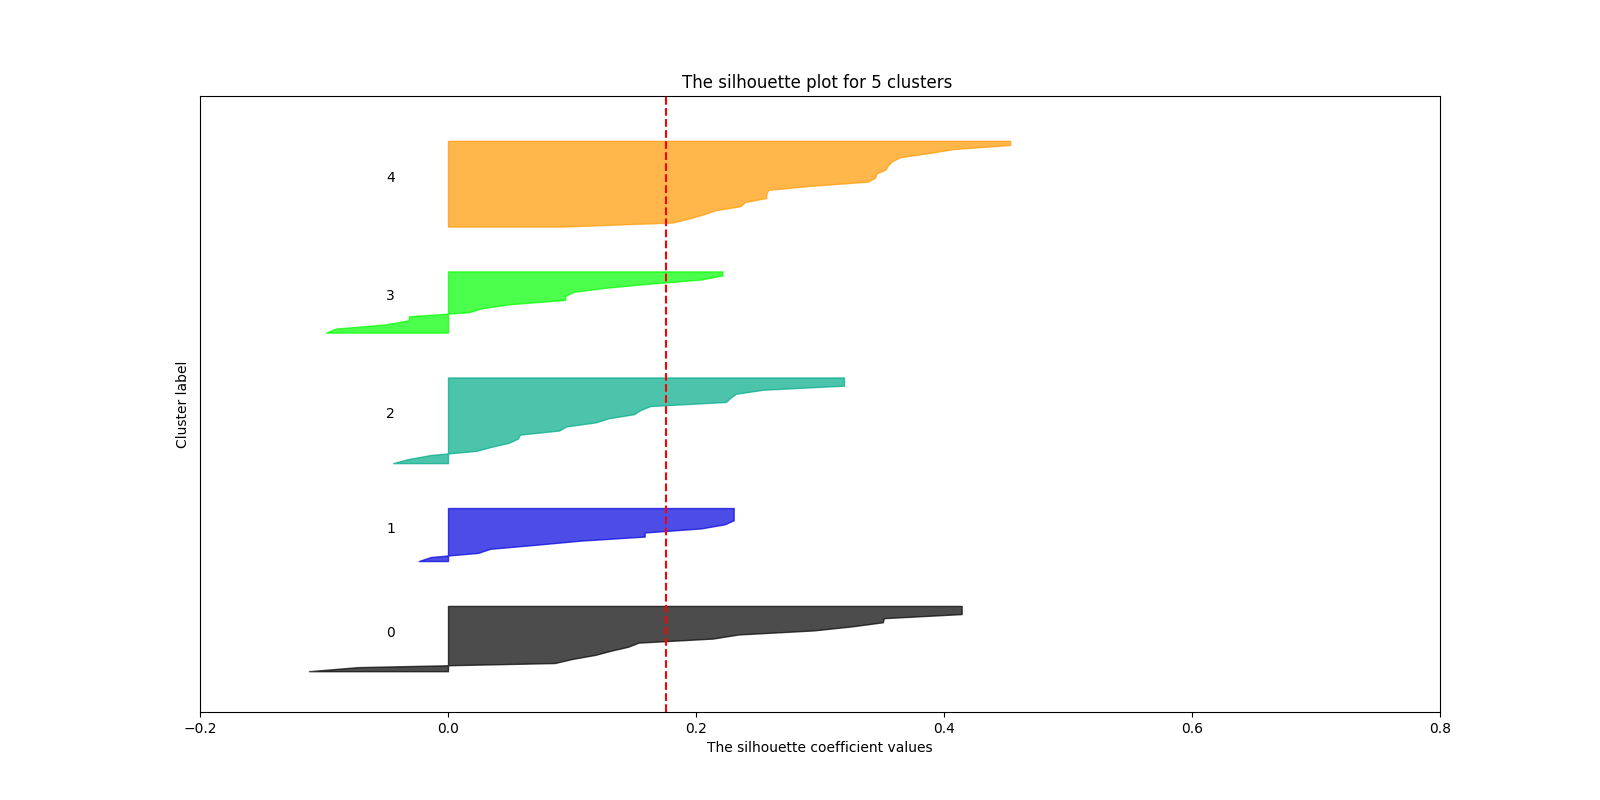 The silhouette plot for 5 clusters
4
3
2
1
0
Cluster label
−0.2 0.0 0.2 0.4 0.6 0.8
The silhouette coefficient values